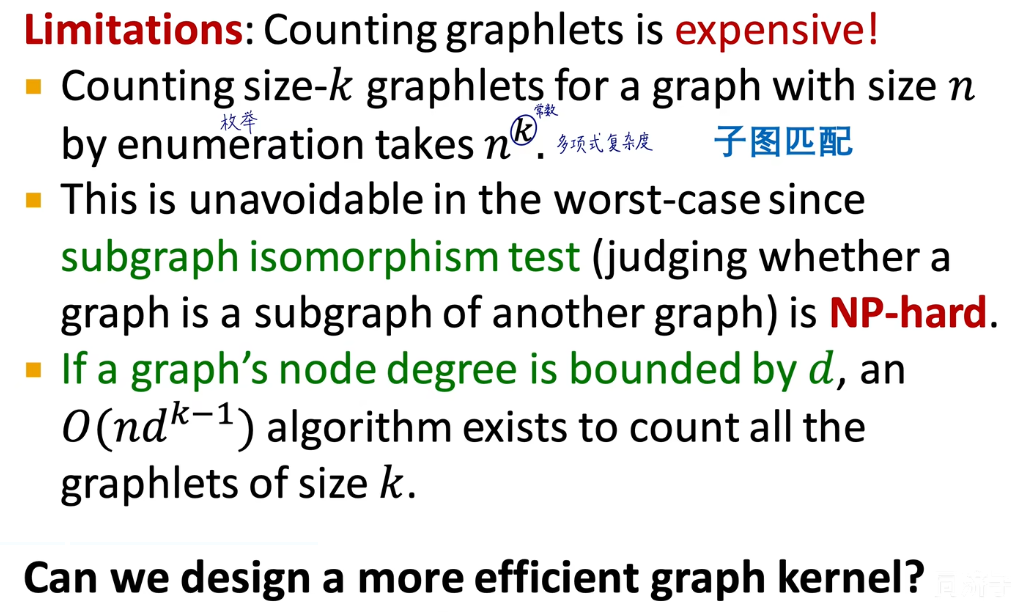 Limitations: Counting graphlets is expensive!
▪ Counting size-k graphlets for a graph with size n
枚举 常数
by enumeration takes n^k. 多项式复杂度 子图匹配
▪ This is unavoidable in the worst-case since
subgraph isomorphism test (judging whether a
graph is a subgraph of another graph) is NP-hard.
▪ If a graph’s node degree is bounded by d, an
O(nd^{k−1}) algorithm exists to count all the
graphlets of size k.
Can we design a more efficient graph kernel?